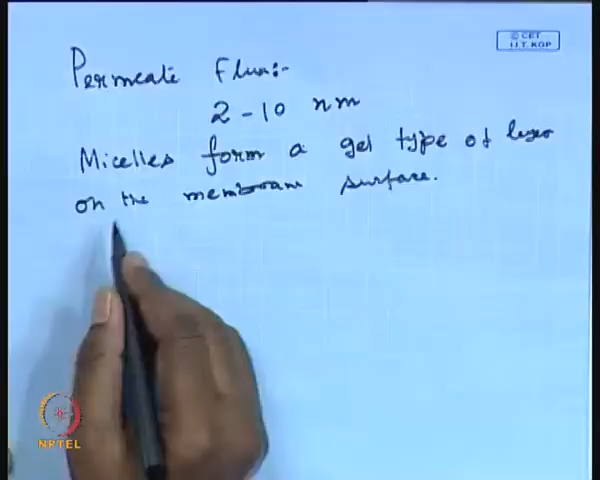 © CET
I.I.T. KGP
Permeate Flux:-
2-10 nm
Micelles form a gel type of layer
on the membrane surface.
NPTEL